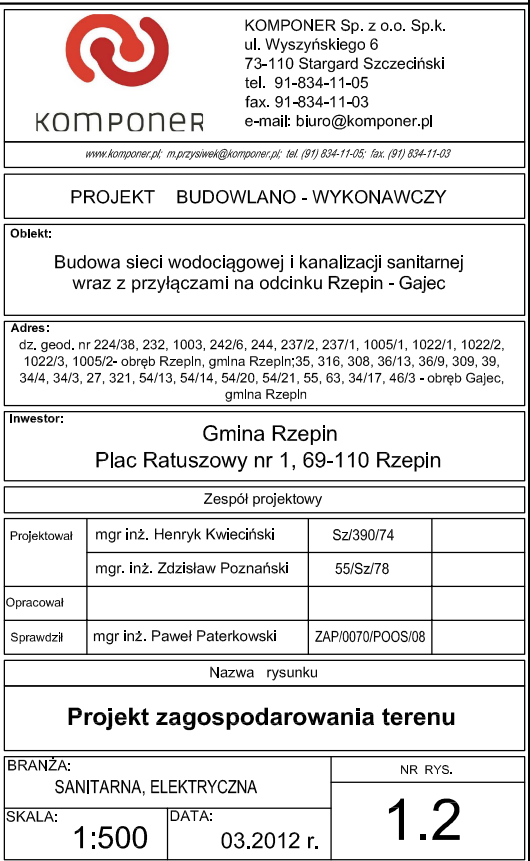 KOMPONER
KOMPONER Sp. z o.o. Sp.k.
ul. Wyszyńskiego 6
73-110 Stargard Szczeciński
tel. 91-834-11-05
fax. 91-834-11-03
e-mail: biuro@komponer.pl
www.komponer.pl; m.przysiwek@komponer.pl; tel. (91) 834-11-05; fax. (91) 834-11-03
PROJEKT BUDOWLANO - WYKONAWCZY
Obiekt:
Budowa sieci wodociągowej i kanalizacji sanitarnej
wraz z przyłączami na odcinku Rzepin - Gajec
Adres:
dz. geod. nr 224/38, 232, 1003, 242/6, 244, 237/2, 237/1, 1005/1, 1022/1, 1022/2,
1022/3, 1005/2- obręb Rzepin, gmina Rzepin;35, 316, 308, 36/13, 36/9, 309, 39,
34/4, 34/3, 27, 321, 54/13, 54/14, 54/20, 54/21, 55, 63, 34/17, 46/3 - obręb Gajec,
gmina Rzepin
Inwestor:
Gmina Rzepin
Plac Ratuszowy nr 1, 69-110 Rzepin
Zespół projektowy
Projektował mgr inż. Henryk Kwieciński Sz/390/74
mgr. inż. Zdzisław Poznański 55/Sz/78
Opracował
Sprawdził mgr inż. Paweł Paterkowski ZAP/0070/POOS/08
Nazwa rysunku
Projekt zagospodarowania terenu
BRANŻA:
SANITARNA, ELEKTRYCZNA
NR RYS.
1.2
SKALA:
1:500
DATA:
03.2012 r.